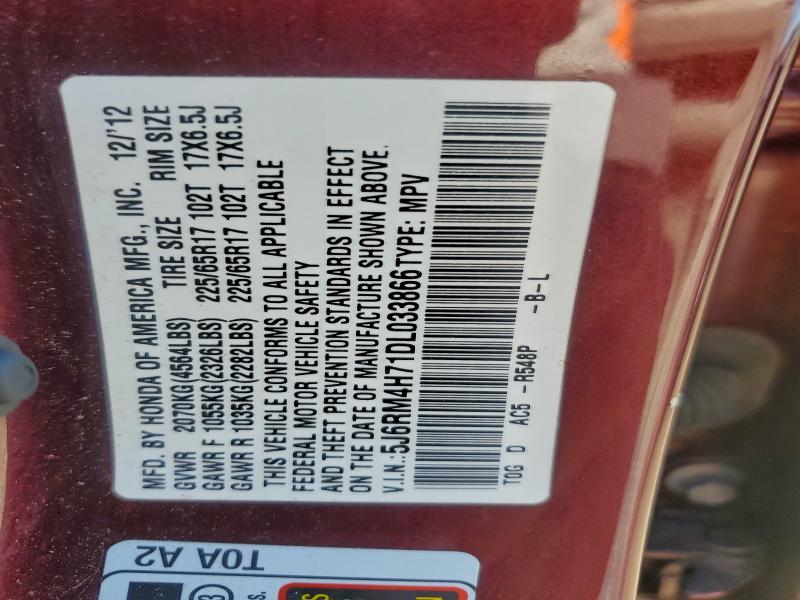 MFD. BY HONDA OF AMERICA MFG., INC. 12/'12
GVWR 2070KG(4564LBS) TIRE SIZE RIM SIZE
GAWR F 1055KG(2326LBS) 225/65R17 102T 17X6.5J
GAWR R 1035KG(2282LBS) 225/65R17 102T 17X6.5J
THIS VEHICLE CONFORMS TO ALL APPLICABLE
FEDERAL MOTOR VEHICLE SAFETY
AND THEFT PREVENTION STANDARDS IN EFFECT
ON THE DATE OF MANUFACTURE SHOWN ABOVE.
V.I.N.:5J6RM4H71DL033866 TYPE: MPV
TOG D AC5 -R548P -B-L
TOA A2